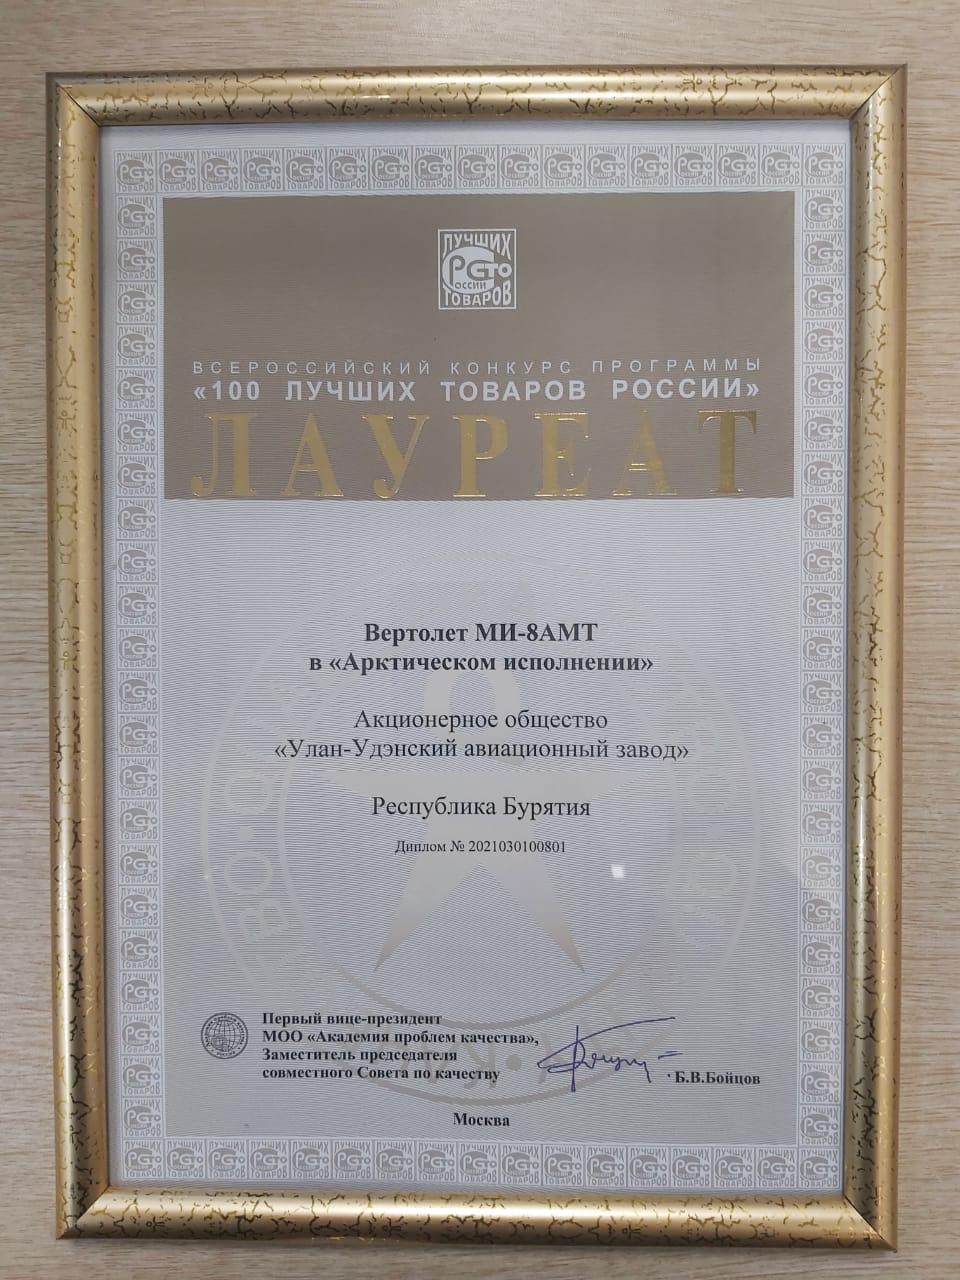 ЛУЧШИХ
РСто
оссии
ТОВАРОВ
ВСЕРОССИЙСКИЙ КОНКУРС ПРОГРАММЫ
«100 ЛУЧШИХ ТОВАРОВ РОССИИ»
ЛАУРЕАТ
Вертолет МИ-8АМТ
в «Арктическом исполнении»
Акционерное общество
«Улан-Удэнский авиационный завод»
Республика Бурятия
Диплом № 2021030100801
Первый вице-президент
МОО «Академия проблем качества»,
Заместитель председателя
совместного Совета по качеству
Б.В.Бойцов
Москва